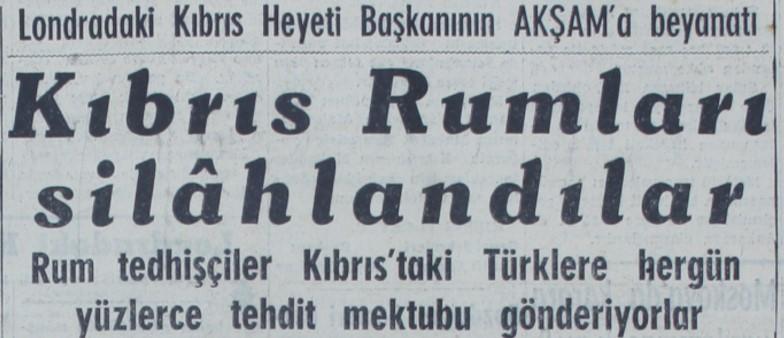 Londradaki Kıbrıs Heyeti Başkanının AKŞAM'a beyanatı
Kıbrıs Rumları
silâhlandılar
Rum tedhişçiler Kıbrıs'taki Türklere hergün
yüzlerce tehdit mektubu gönderiyorlar